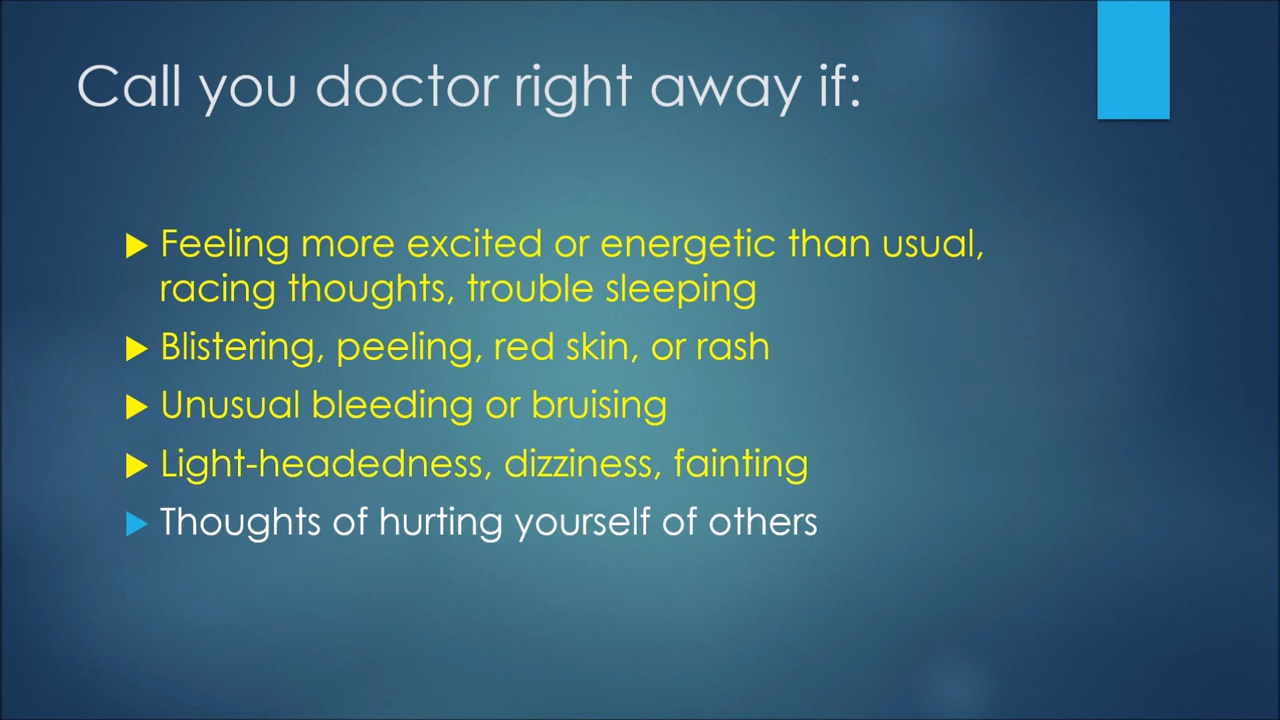 Call you doctor right away if:
Feeling more excited or energetic than usual,
racing thoughts, trouble sleeping
Blistering, peeling, red skin, or rash
Unusual bleeding or bruising
Light-headedness, dizziness, fainting
Thoughts of hurting yourself of others